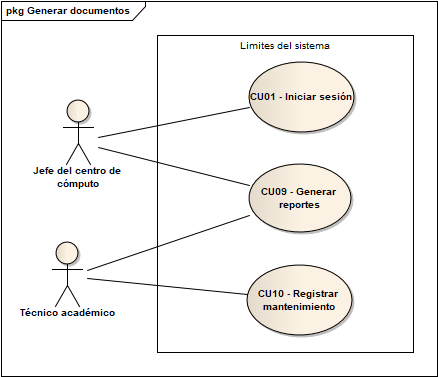 pkg Generar documentos
Limites del sistema
CU01 - Iniciar sesión
Jefe del centro de
cómputo
CU09 - Generar
reportes
Técnico académico
CU10 - Registrar
mantenimiento